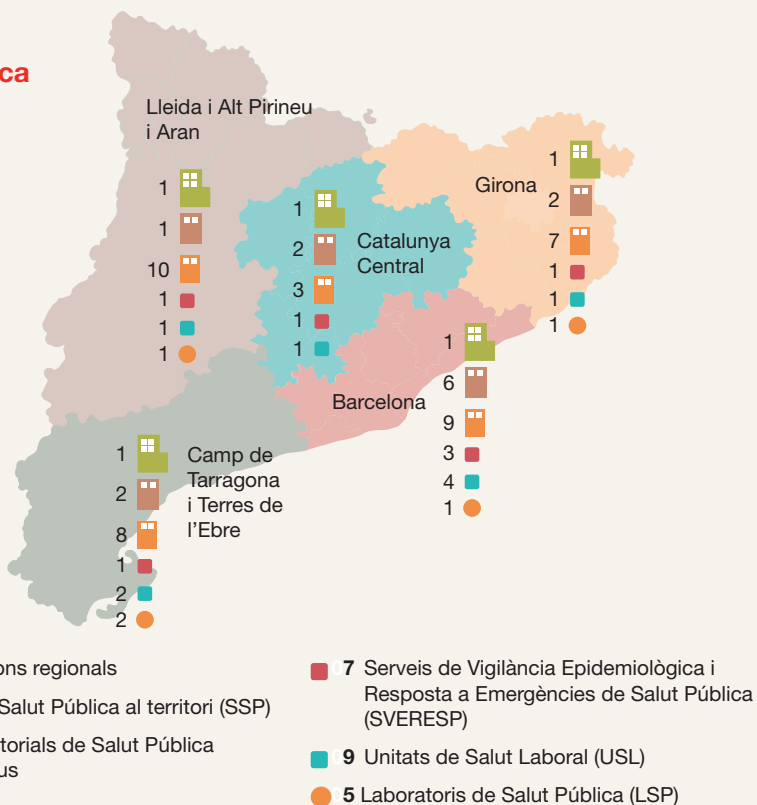 ca
Lleida i Alt Pirineu
i Aran
1
1
10
1
1
1
1
2
3
1
1
Catalunya
Central
Girona
1
2
7
1
1
1
Barcelona
1
6
9
3
4
1
1
2
8
1
2
2
Camp de
Tarragona
i Terres de
l’Ebre
ons regionals
Salut Pública al territori (SSP)
torials de Salut Pública
us
7 Serveis de Vigilància Epidemiològica i
Resposta a Emergències de Salut Pública
(SVERESP)
9 Unitats de Salut Laboral (USL)
5 Laboratoris de Salut Pública (LSP)